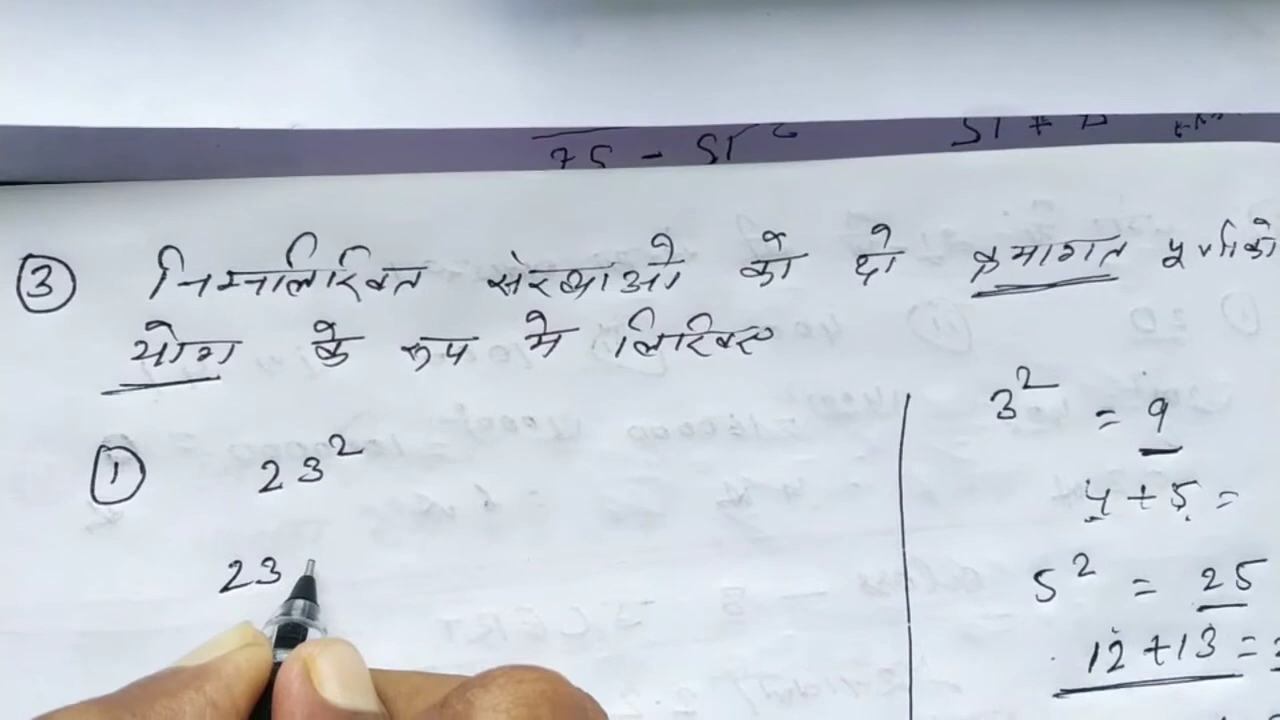 ③ निम्नलिखित संख्याओ को दो क्रमागत पूर्णांको
योग के रूप मे लिखिए
① 23²
23
3² = 9
4 + 5 =
5² = 25
12 + 13 =